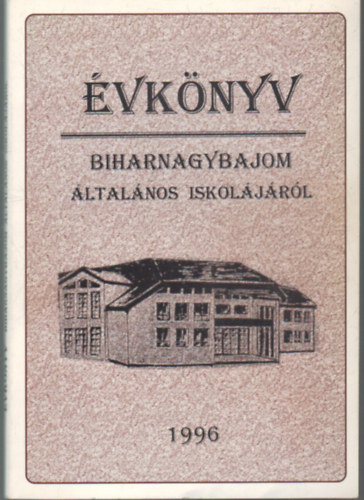 ÉVKÖNYV
BIHARNAGYBAJOM
ÁLTALÁNOS ISKOLÁJÁRÓL
1996